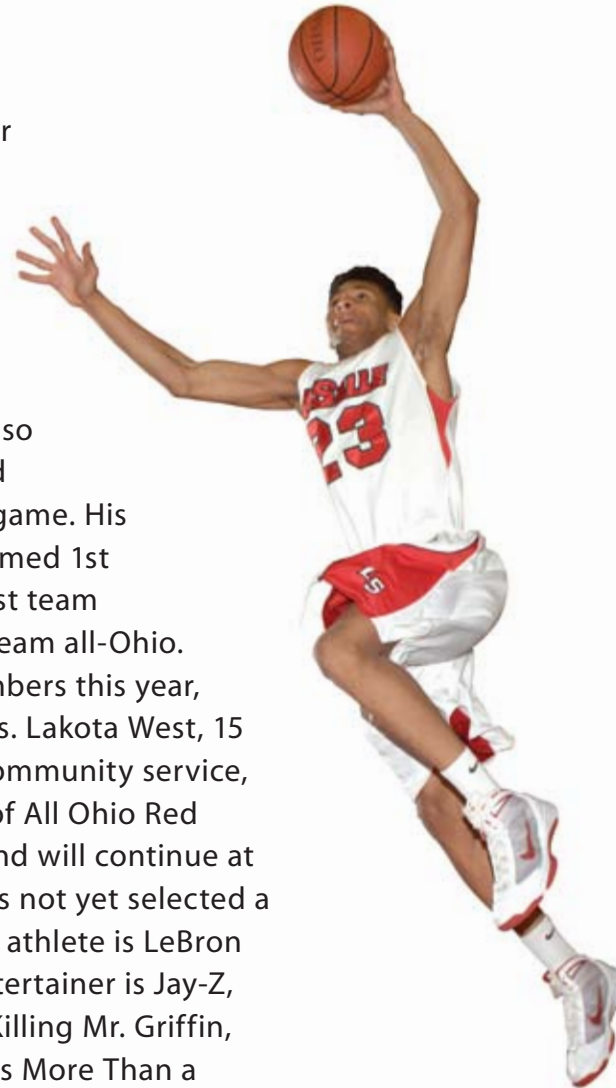 r
so
d
game. His
med 1st
st team
eam all-Ohio.
nbers this year,
s. Lakota West, 15
ommunity service,
of All Ohio Red
nd will continue at
s not yet selected a
athlete is LeBron
tertainer is Jay-Z,
Killing Mr. Griffin,
s More Than a
23
LS